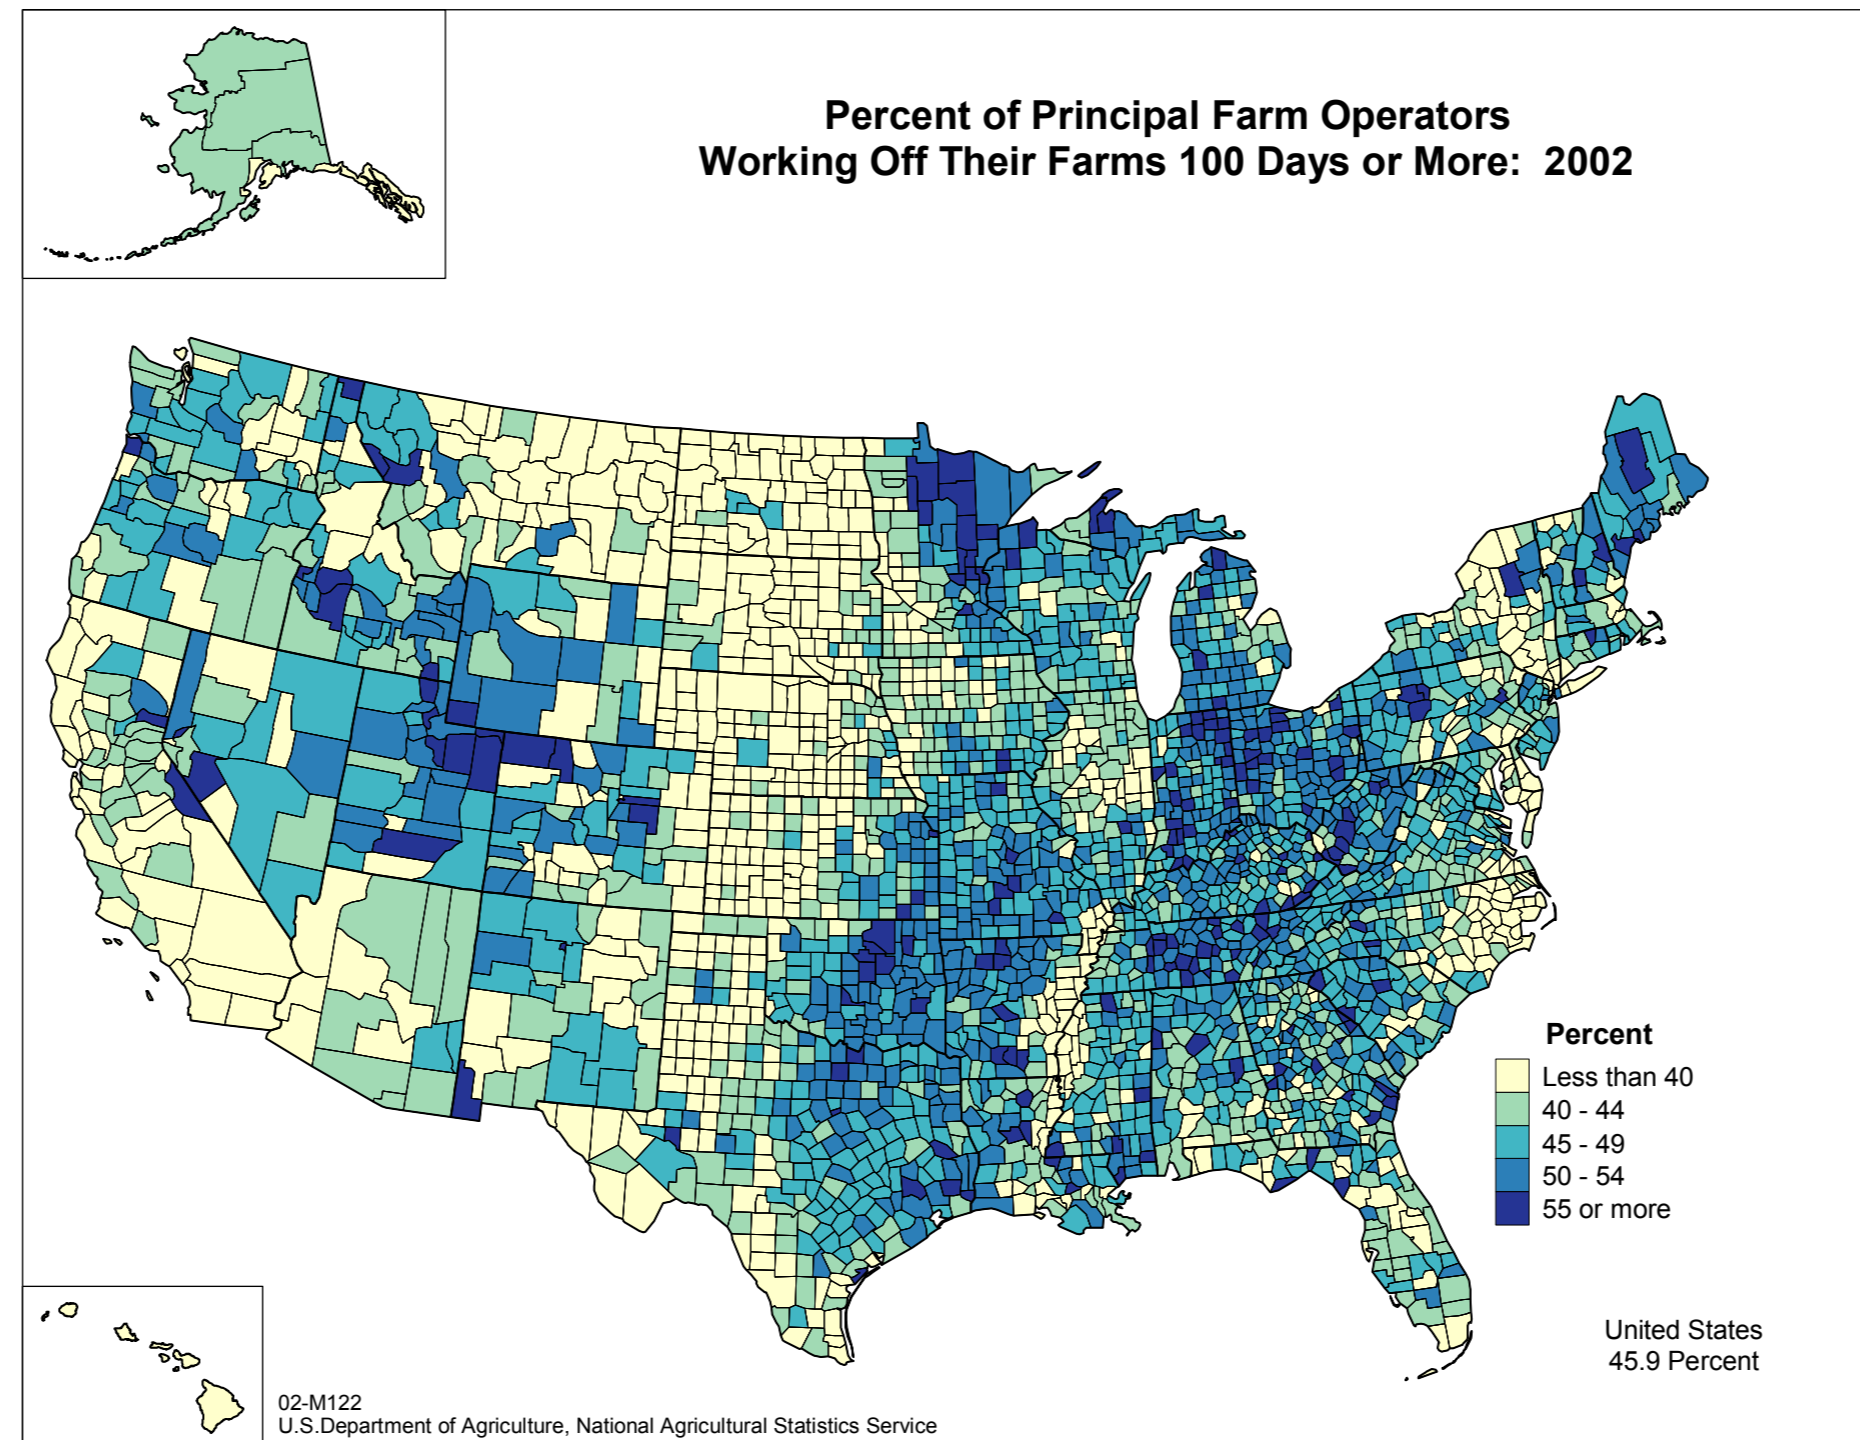 Percent of Principal Farm Operators
Working Off Their Farms 100 Days or More: 2002
Percent
Less than 40
40 - 44
45 - 49
50 - 54
55 or more
United States
45.9 Percent
02-M122
U.S.Department of Agriculture, National Agricultural Statistics Service